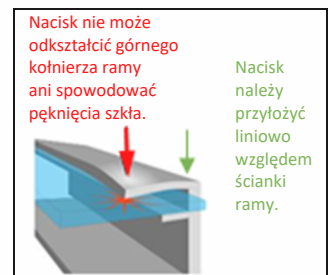 Nacisk nie może
odkształcić górnego
kołnierza ramy
ani spowodować
pęknięcia szkła.
Nacisk
należy
przyłożyć
liniowo
względem
ścianki
ramy.